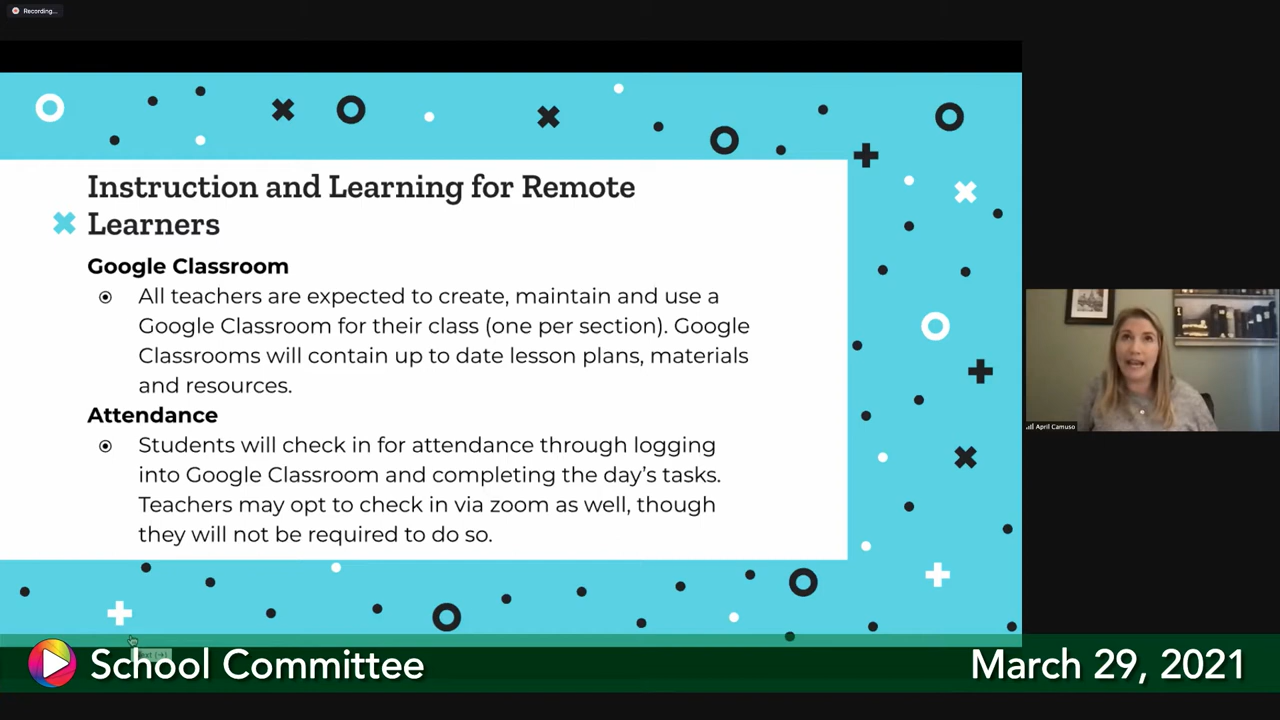 Recording...
Instruction and Learning for Remote
Learners
Google Classroom
All teachers are expected to create, maintain and use a
Google Classroom for their class (one per section). Google
Classrooms will contain up to date lesson plans, materials
and resources.
Attendance
Students will check in for attendance through logging
into Google Classroom and completing the day's tasks.
Teachers may opt to check in via zoom as well, though
they will not be required to do so.
April Camuso
School Committee
March 29, 2021